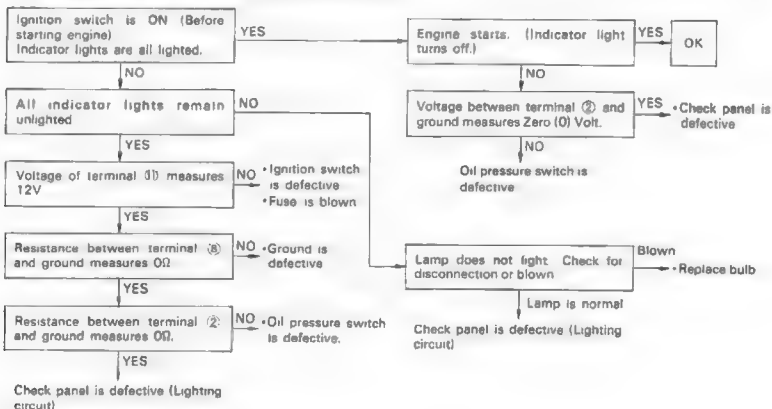 Ignition switch is ON (Before
starting engine)
Indicator lights are all lighted.
YES
Engine starts. (Indicator light
turns off.)
YES
OK
NO
NO
All indicator lights remain
unlighted
NO
Voltage between terminal ② and
ground measures Zero (0) Volt.
YES
• Check panel is
defective
YES
NO
Oil pressure switch is
defective
Voltage of terminal ⑪ measures
12V
NO
• Ignition switch
is defective
• Fuse is blown
YES
Resistance between terminal ⑧
and ground measures 0Ω
NO
• Ground is
defective
Lamp does not light. Check for
disconnection or blown
Blown
• Replace bulb
YES
Lamp is normal
Check panel is defective (Lighting
circuit)
Resistance between terminal ②
and ground measures 0Ω.
NO
• Oil pressure switch
is defective.
YES
Check panel is defective (Lighting
circuit)